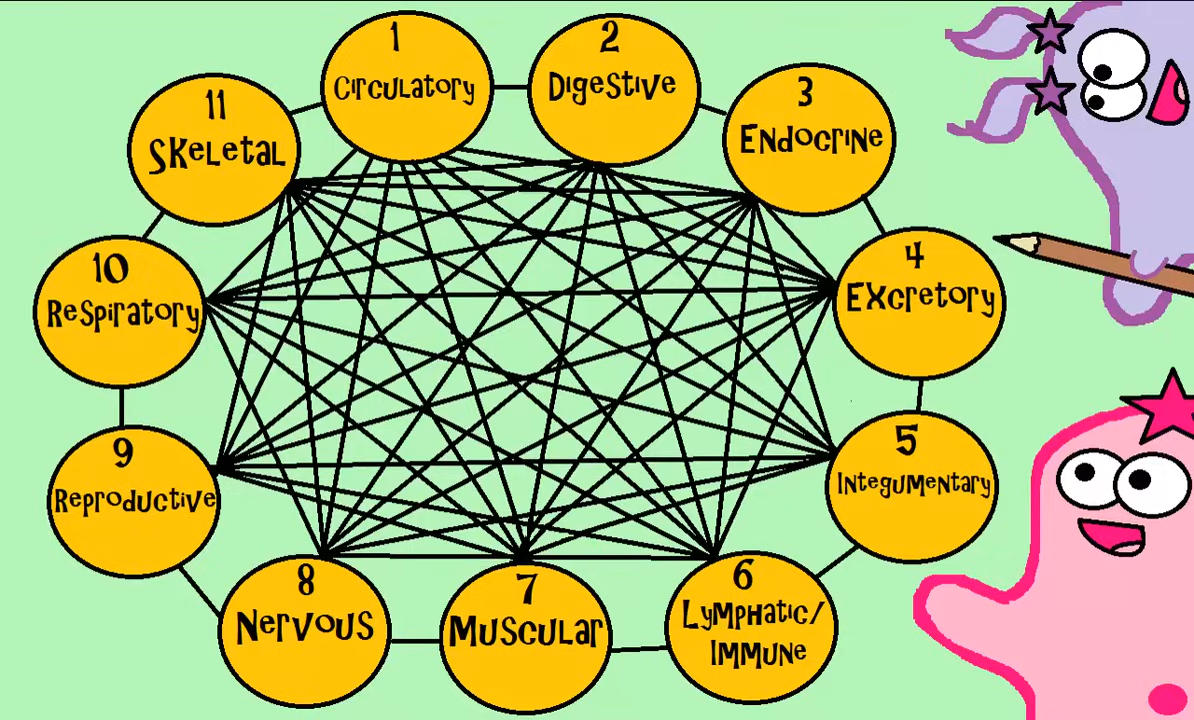 1
Circulatory
2
Digestive
3
Endocrine
4
Excretory
5
Integumentary
6
Lymphatic/
Immune
7
Muscular
8
Nervous
9
Reproductive
10
Respiratory
11
Skeletal